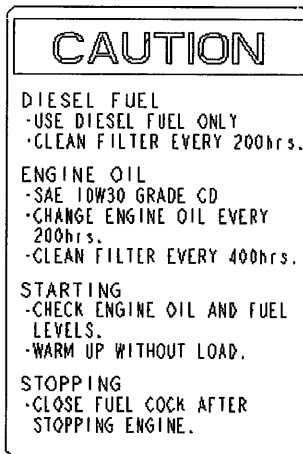 CAUTION
DIESEL FUEL
·USE DIESEL FUEL ONLY
·CLEAN FILTER EVERY 200hrs.
ENGINE OIL
·SAE 10W30 GRADE CD
·CHANGE ENGINE OIL EVERY
200hrs.
·CLEAN FILTER EVERY 400hrs.
STARTING
·CHECK ENGINE OIL AND FUEL
LEVELS.
·WARM UP WITHOUT LOAD.
STOPPING
·CLOSE FUEL COCK AFTER
STOPPING ENGINE.